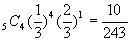 ₅C₄(1/3)⁴(2/3)¹ = 10/243